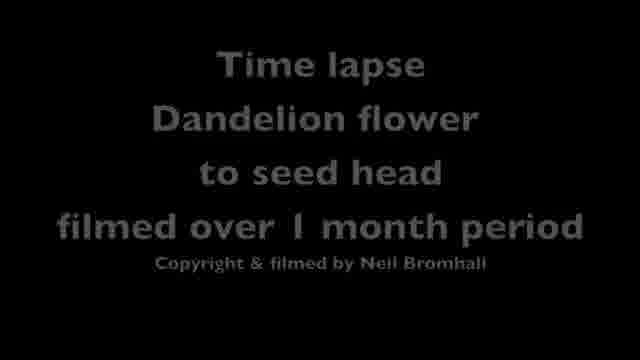 Time lapse
Dandelion flower
to seed head
filmed over 1 month period
Copyright & filmed by Neil Bromhall